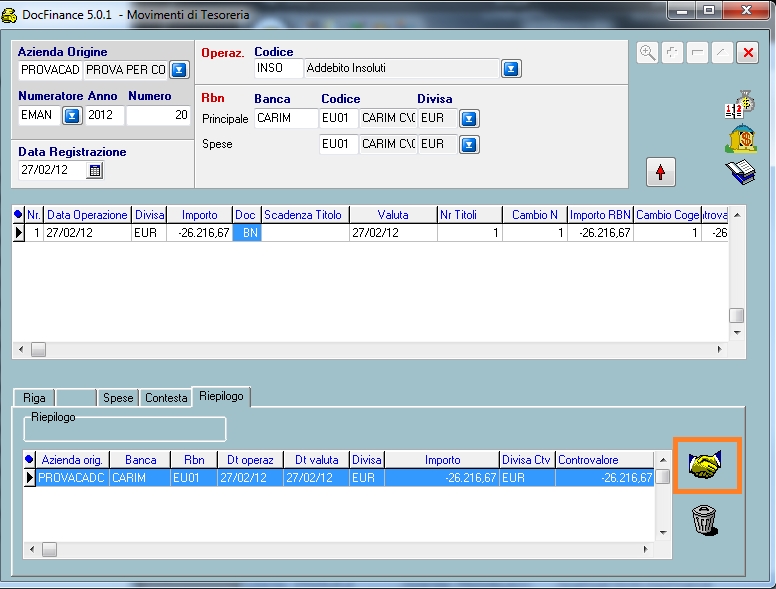 DocFinance 5.0.1 - Movimenti di Tesoreria
Azienda Origine
PROVACAD PROVA PER CO
Numeratore Anno Numero
EMAN 2012 20
Data Registrazione
27/02/12
Operaz. Codice
INSO Addebito Insoluti
Rbn Banca Codice Divisa
Principale CARIM EU01 CARIM C\C EUR
Spese EU01 CARIM C\C EUR
Nr. Data Operazione Divisa Importo Doc Scadenza Titolo Valuta Nr Titoli Cambio N Importo RBN Cambio Coge ntrova
1 27/02/12 EUR -26.216,67 BN 27/02/12 1 1 -26.216,67 1 -26
Riga Spese Contesta Riepilogo
Riepilogo
Azienda orig. Banca Rbn Dt operaz Dt valuta Divisa Importo Divisa Ctv Controvalore
PROVACADC CARIM EU01 27/02/12 27/02/12 EUR -26.216,67 EUR -26.216,67